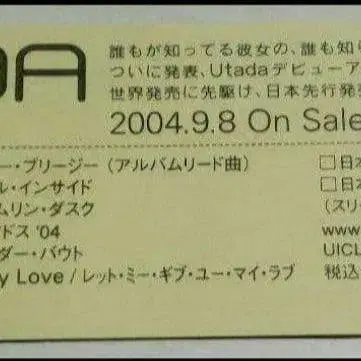 DA
誰もが知ってる彼女の、誰も知ら
ついに発表、Utadaデビューア
世界発売に先駆け、日本先行発売
2004.9.8 On Sale
ー・ブリージー（アルバムリード曲）
ル・インサイド
ムリン・ダスク
ドス '04
ダー・バウト
y Love / レット・ミー・ギブ・ユー・マイ・ラブ
□日本
□日本
（スリー
www
UICL
税込